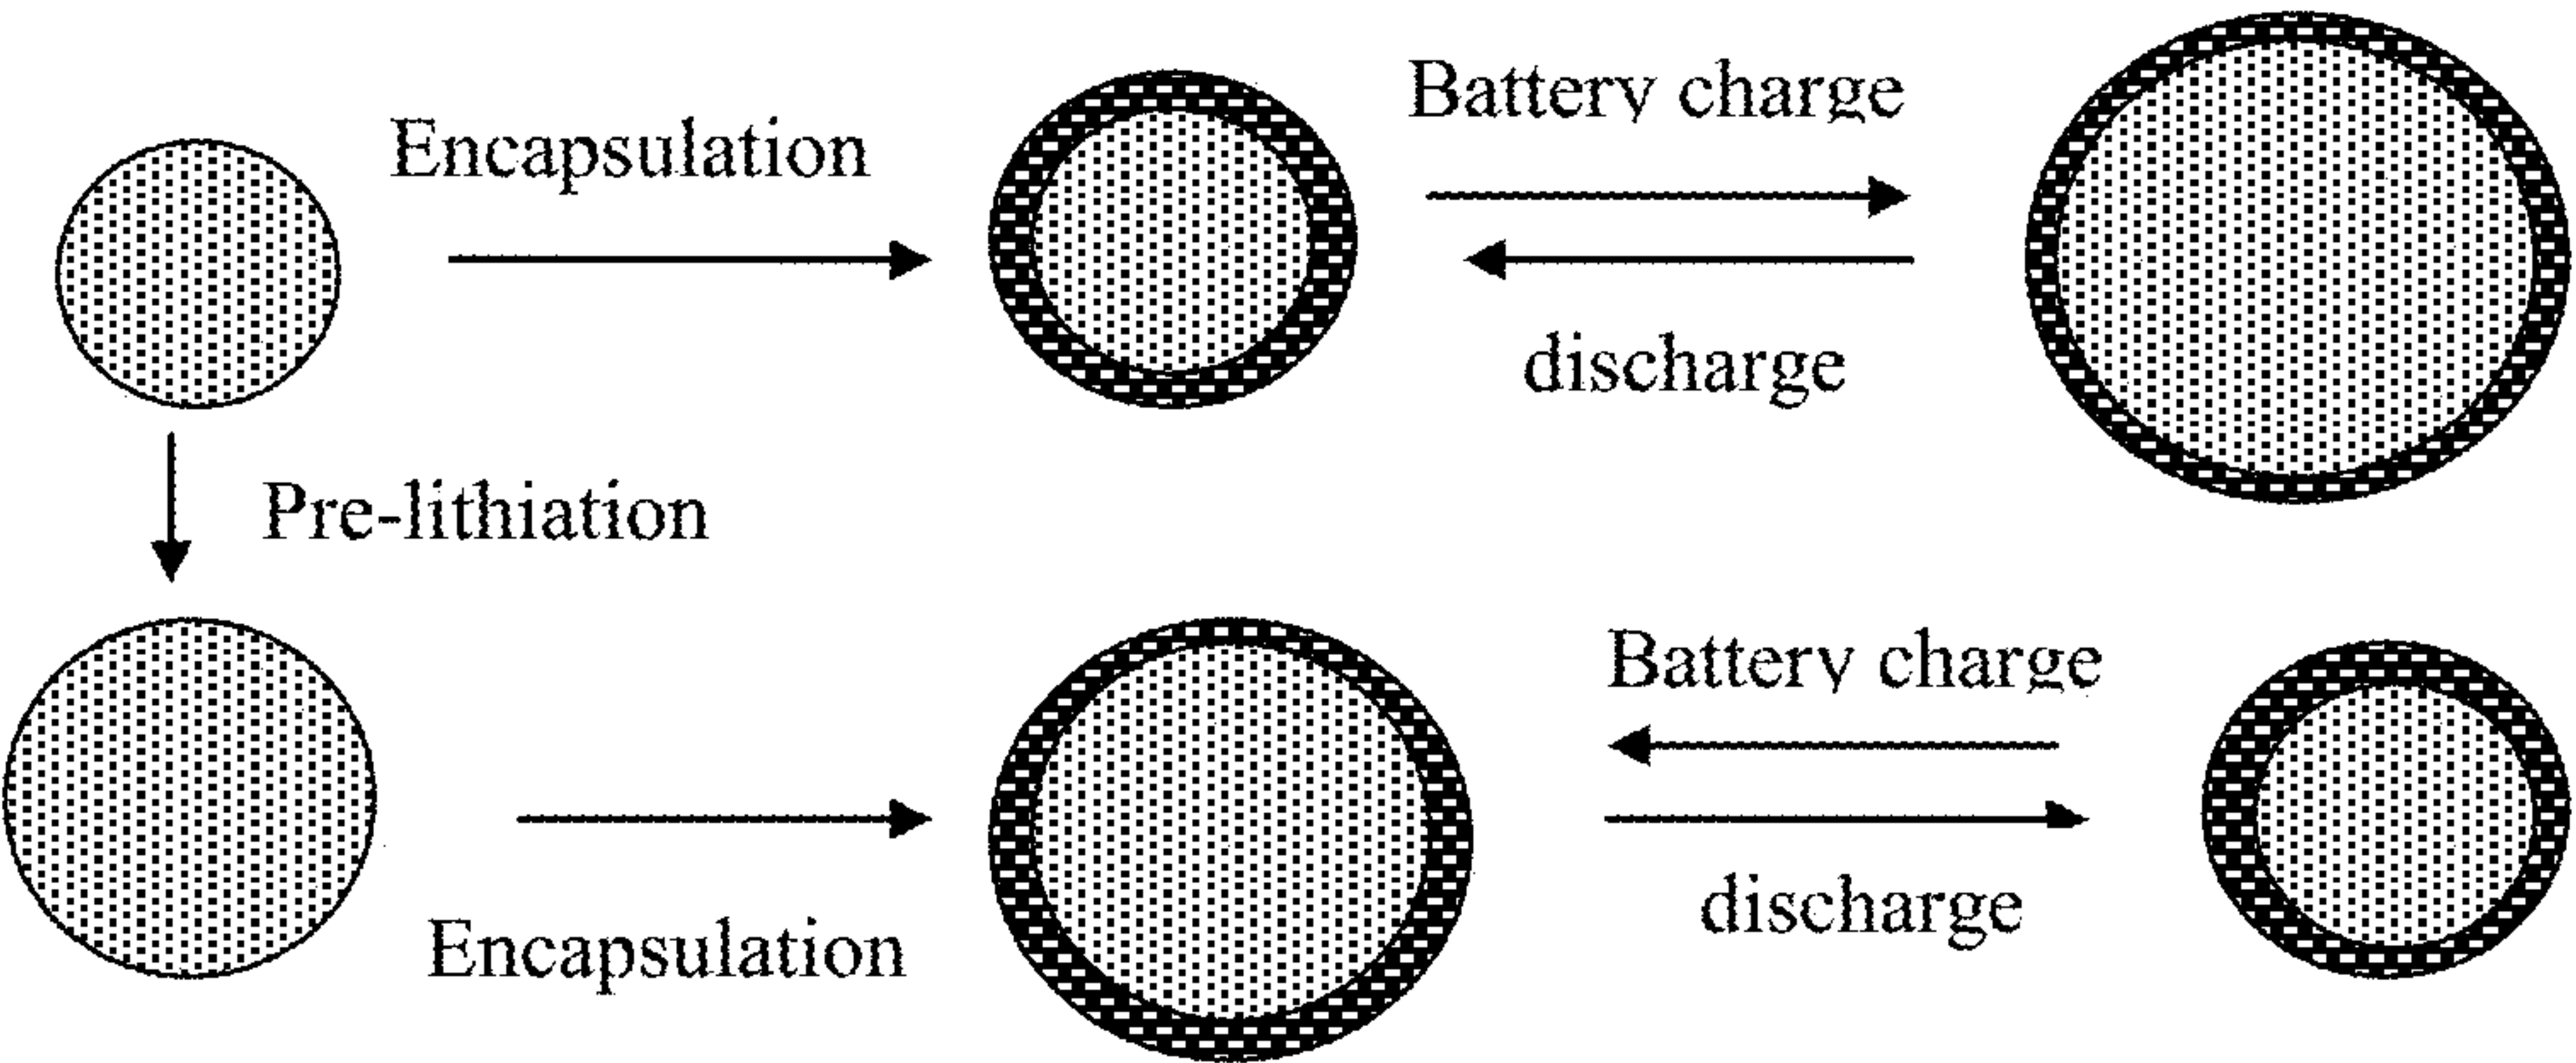 Battery charge
Encapsulation
discharge
Pre-lithiation
Battery charge
discharge
Encapsulation